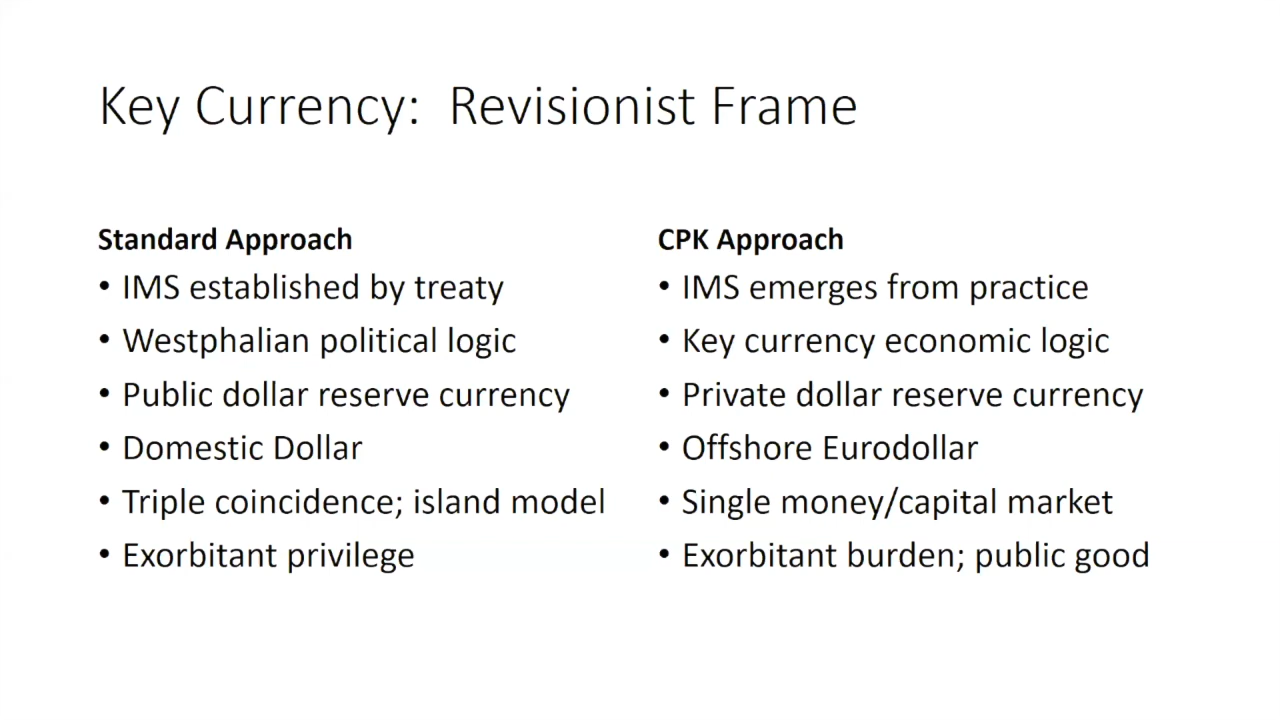 Key Currency:  Revisionist Frame
Standard Approach
• IMS established by treaty
• Westphalian political logic
• Public dollar reserve currency
• Domestic Dollar
• Triple coincidence; island model
• Exorbitant privilege
CPK Approach
• IMS emerges from practice
• Key currency economic logic
• Private dollar reserve currency
• Offshore Eurodollar
• Single money/capital market
• Exorbitant burden; public good